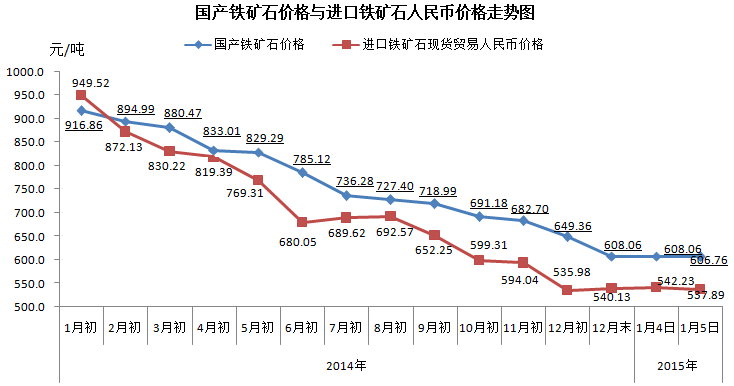 国产铁矿石价格与进口铁矿石人民币价格走势图
元/吨
国产铁矿石价格 进口铁矿石现货贸易人民币价格
1000.0
950.0
900.0
850.0
800.0
750.0
700.0
650.0
600.0
550.0
500.0
916.86 894.99 880.47 833.01 829.29 785.12 736.28 727.40 718.99 691.18 682.70 649.36 608.06 608.06 606.76
949.52 872.13 830.22 819.39 769.31 680.05 689.62 692.57 652.25 599.31 594.04 535.98 540.13 542.23 537.89
1月初 2月初 3月初 4月初 5月初 6月初 7月初 8月初 9月初 10月初 11月初 12月初 12月末 1月4日 1月5日
2014年 2015年